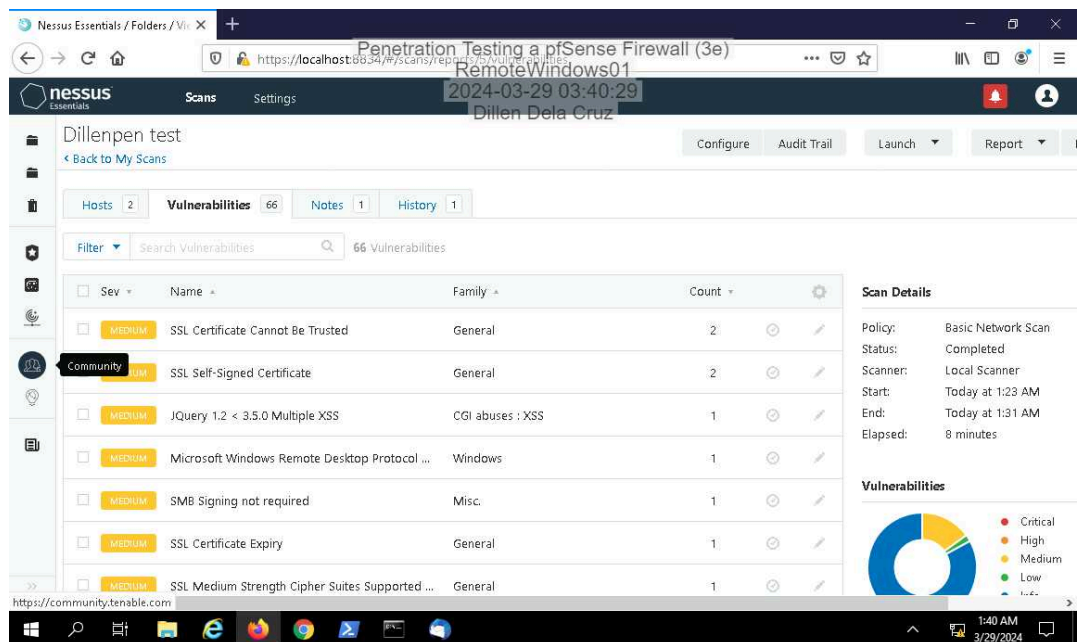 Nessus Essentials / Folders / Vi
Penetration Testing a pfSense Firewall (3e)
RemoteWindows01
2024-03-29 03:40:29
Dillen Dela Cruz
https://localhost:8834/#/scans/reports/5/vulnerabilities
nessus
Essentials
Scans Settings
Dillenpen test
< Back to My Scans
Configure Audit Trail Launch Report
Hosts 2 Vulnerabilities 66 Notes 1 History 1
Filter Search Vulnerabilities 66 Vulnerabilities
Sev Name Family Count
Scan Details
MEDIUM SSL Certificate Cannot Be Trusted General 2
Community
MEDIUM SSL Self-Signed Certificate General 2
MEDIUM JQuery 1.2 < 3.5.0 Multiple XSS CGI abuses : XSS 1
MEDIUM Microsoft Windows Remote Desktop Protocol ... Windows 1
MEDIUM SMB Signing not required Misc. 1
MEDIUM SSL Certificate Expiry General 1
MEDIUM SSL Medium Strength Cipher Suites Supported ... General 1
Policy: Basic Network Scan
Status: Completed
Scanner: Local Scanner
Start: Today at 1:23 AM
End: Today at 1:31 AM
Elapsed: 8 minutes
Vulnerabilities
Critical
High
Medium
Low
https://community.tenable.com
1:40 AM
3/29/2024